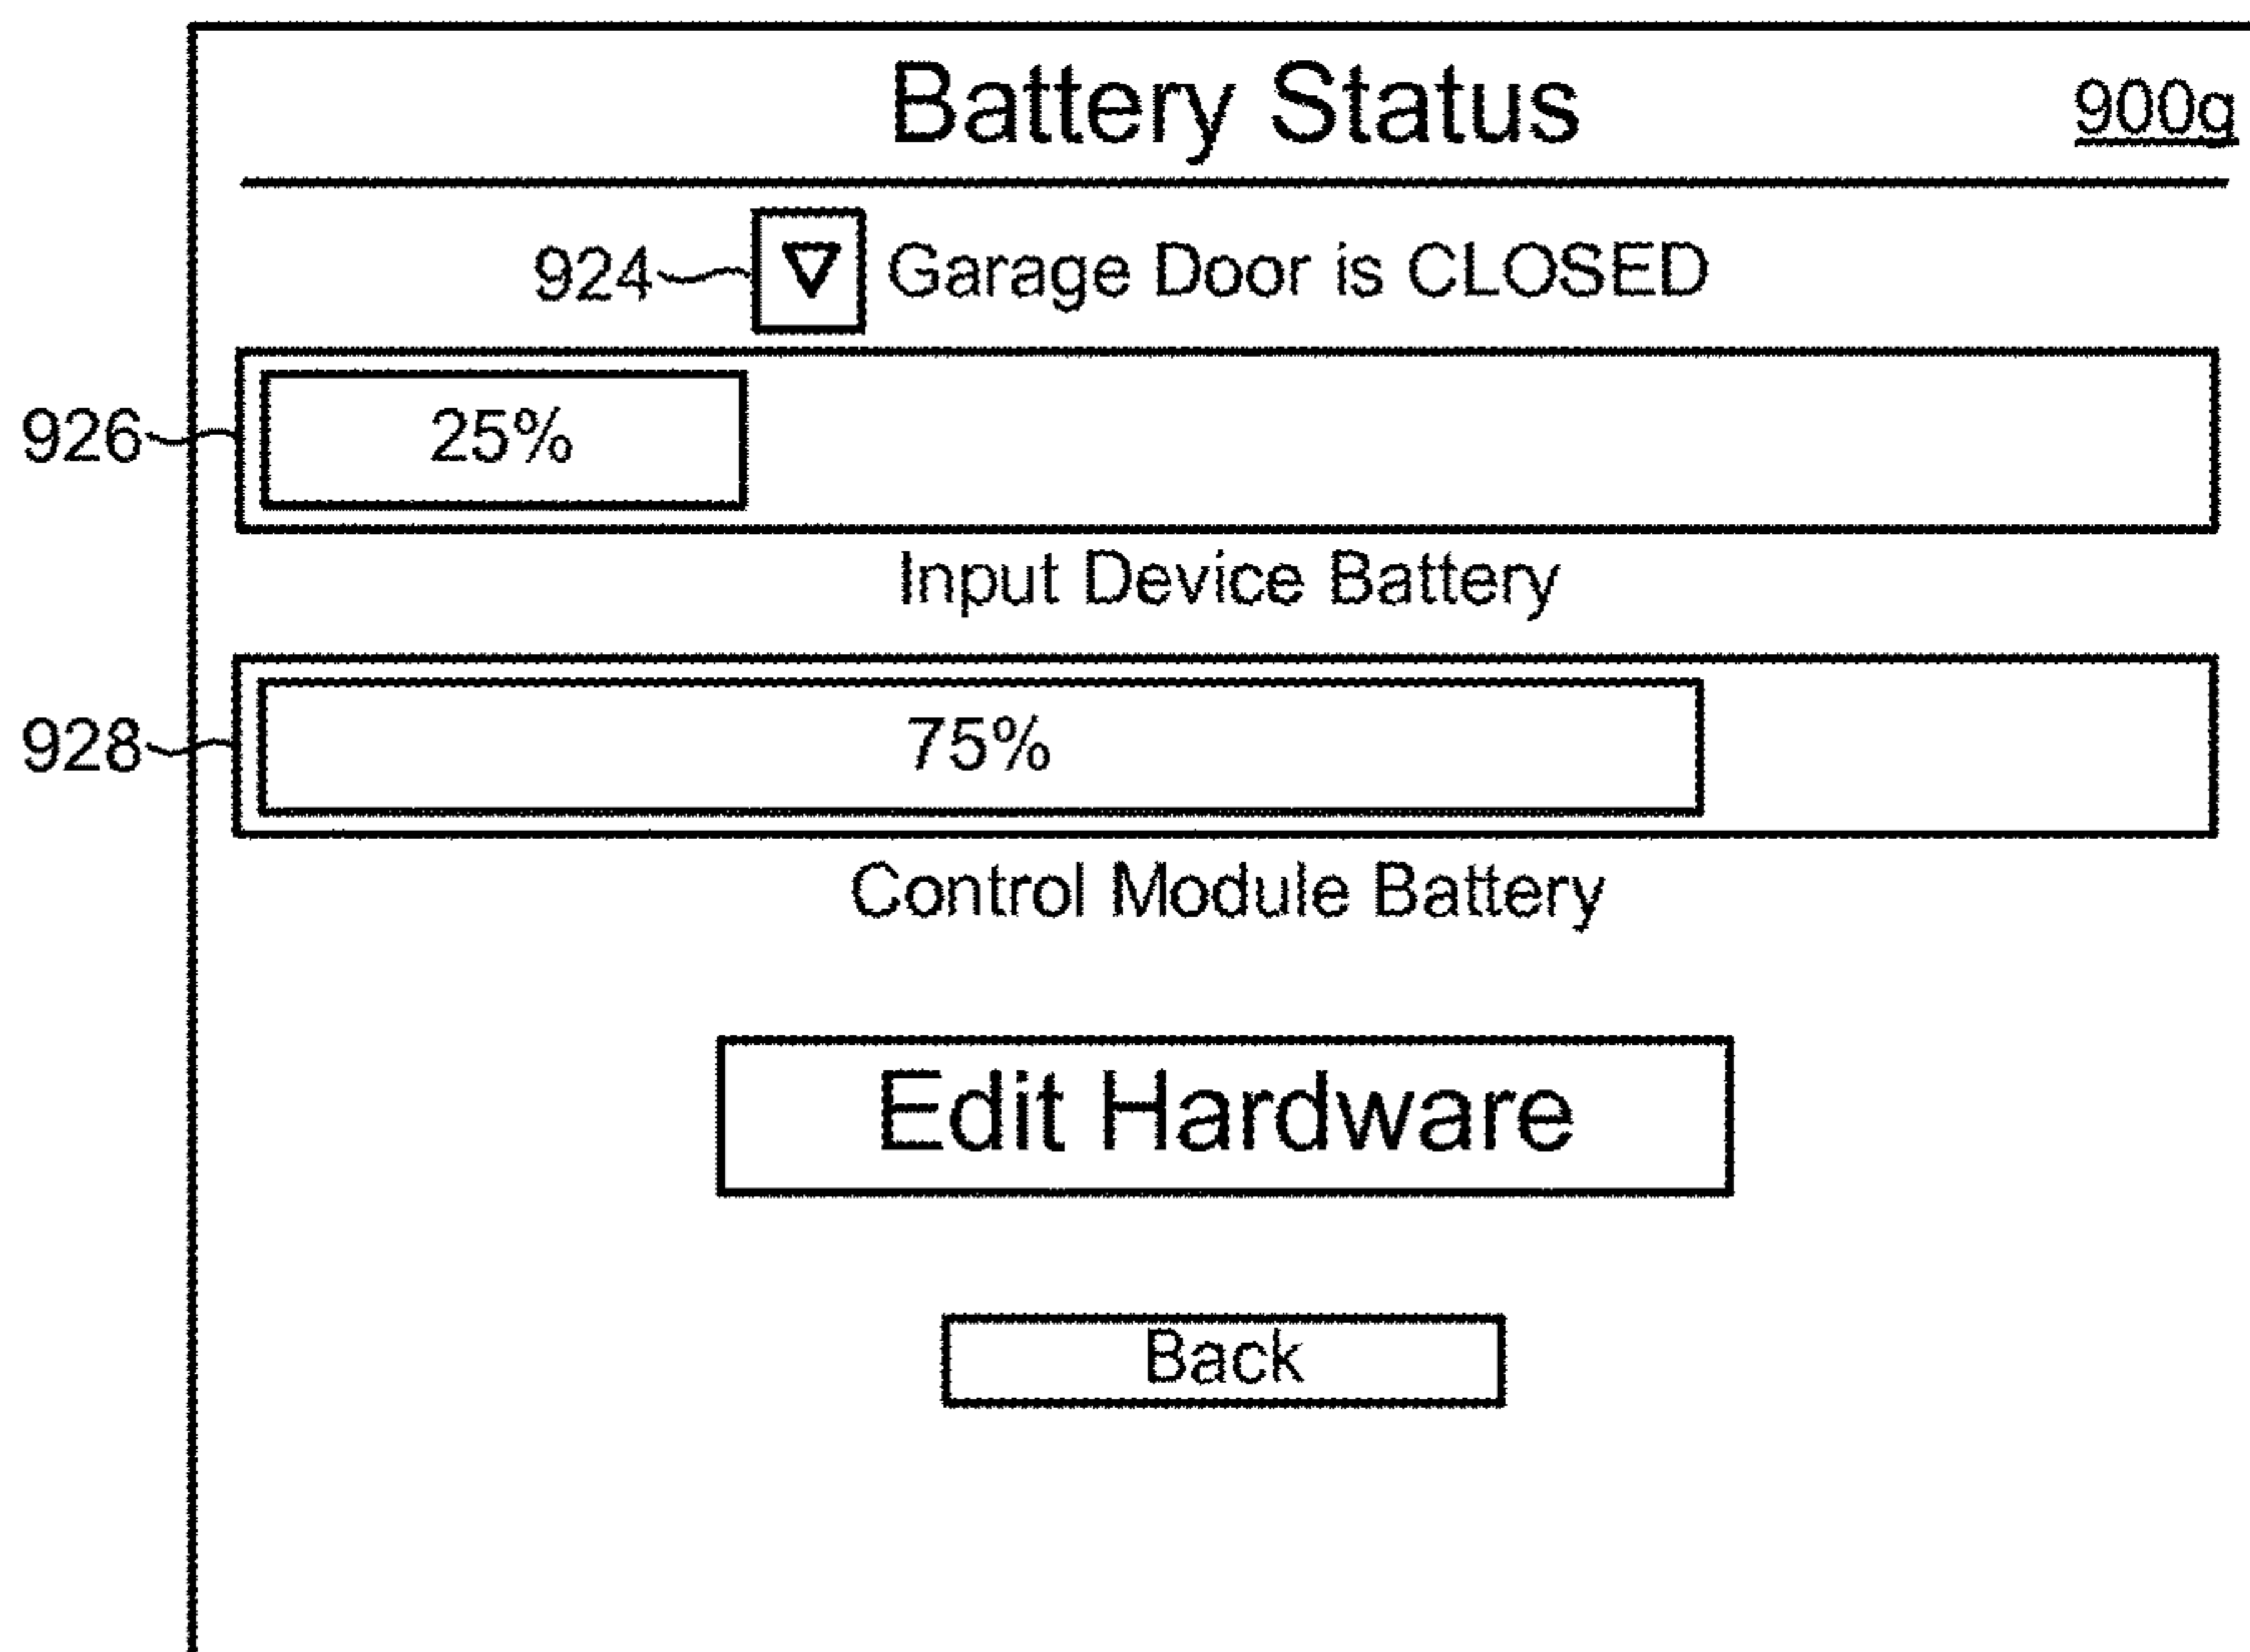 Battery Status
900g
924 Garage Door is CLOSED
926 25%
Input Device Battery
928 75%
Control Module Battery
Edit Hardware
Back